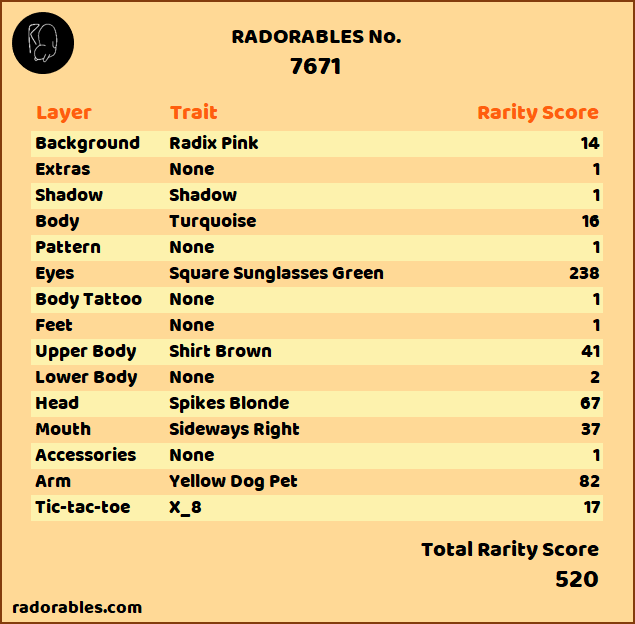 RADORABLES No.
7671
Layer Trait Rarity Score
Background Radix Pink 14
Extras None 1
Shadow Shadow 1
Body Turquoise 16
Pattern None 1
Eyes Square Sunglasses Green 238
Body Tattoo None 1
Feet None 1
Upper Body Shirt Brown 41
Lower Body None 2
Head Spikes Blonde 67
Mouth Sideways Right 37
Accessories None 1
Arm Yellow Dog Pet 82
Tic-tac-toe X_8 17
Total Rarity Score
520
radorables.com